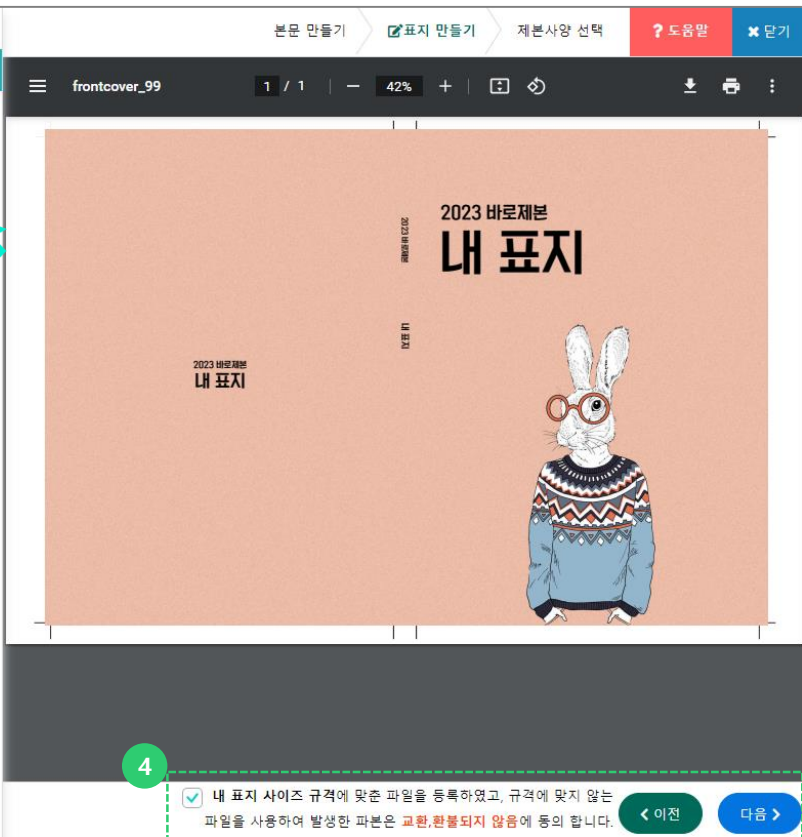 본문 만들기
표지 만들기
제본사양 선택
? 도움말
✖ 닫기
frontcover_99
1 / 1
42%
2023 바로제본
내 표지
2023 바로제본
내 표지
2023 바로제본
내 표지
4
내 표지 사이즈 규격에 맞춘 파일을 등록하였고, 규격에 맞지 않는
파일을 사용하여 발생한 파본은 교환,환불되지 않음에 동의 합니다.
이전
다음